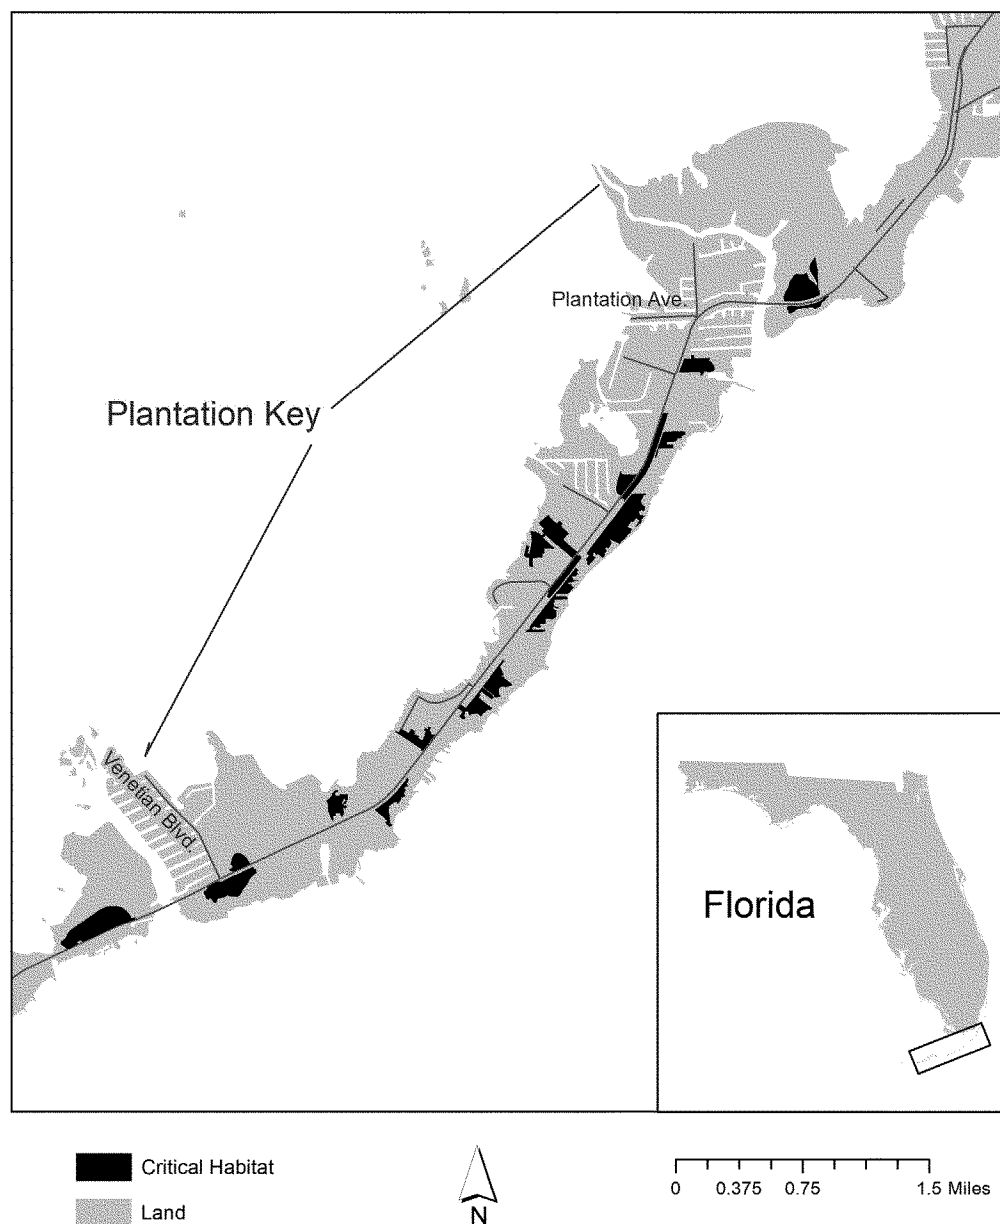 Plantation Ave.
Plantation Key
Venetian Blvd.
Florida
Critical Habitat
Land
N
0 0.375 0.75 1.5 Miles